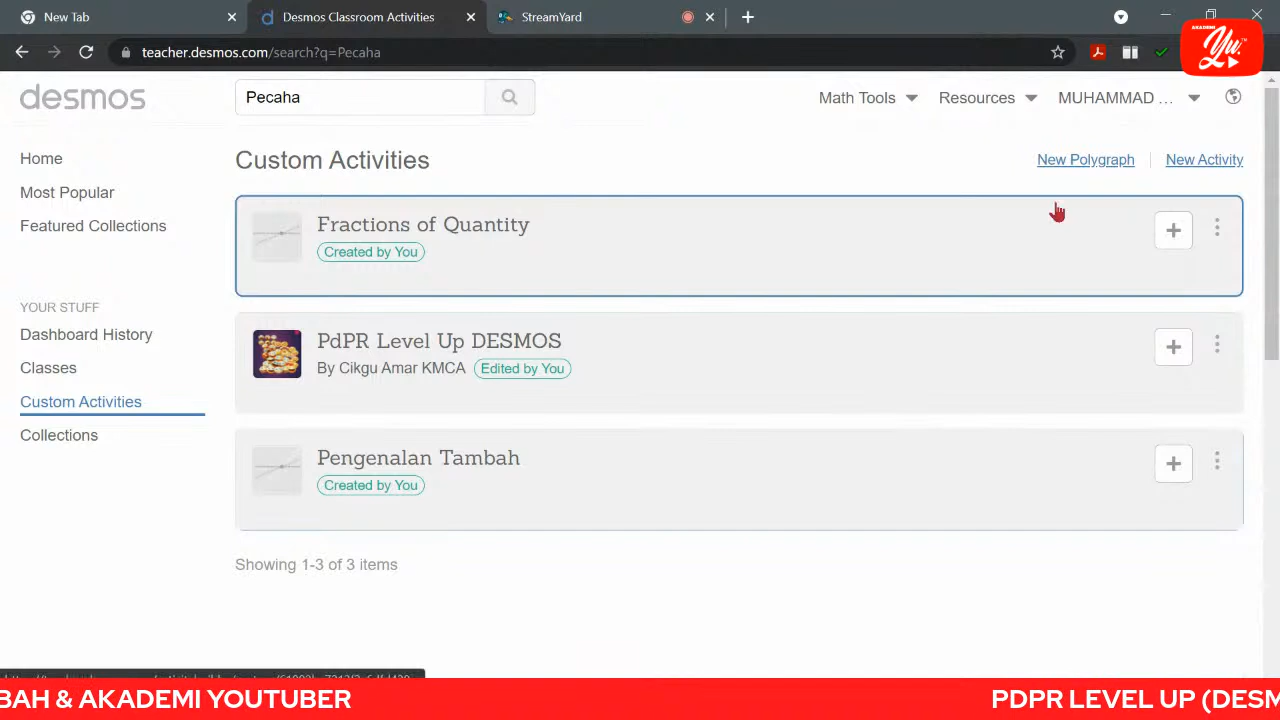 New Tab
Desmos Classroom Activities
StreamYard
teacher.desmos.com/search?q=Pecaha
AKADEMI
Yu
desmos
Pecaha
Math Tools
Resources
MUHAMMAD ...
Home
Most Popular
Featured Collections
YOUR STUFF
Dashboard History
Classes
Custom Activities
Collections
Custom Activities
New Polygraph
New Activity
Fractions of Quantity
Created by You
PdPR Level Up DESMOS
By Cikgu Amar KMCA
Edited by You
Pengenalan Tambah
Created by You
Showing 1-3 of 3 items
BAH & AKADEMI YOUTUBER
PDPR LEVEL UP (DESM